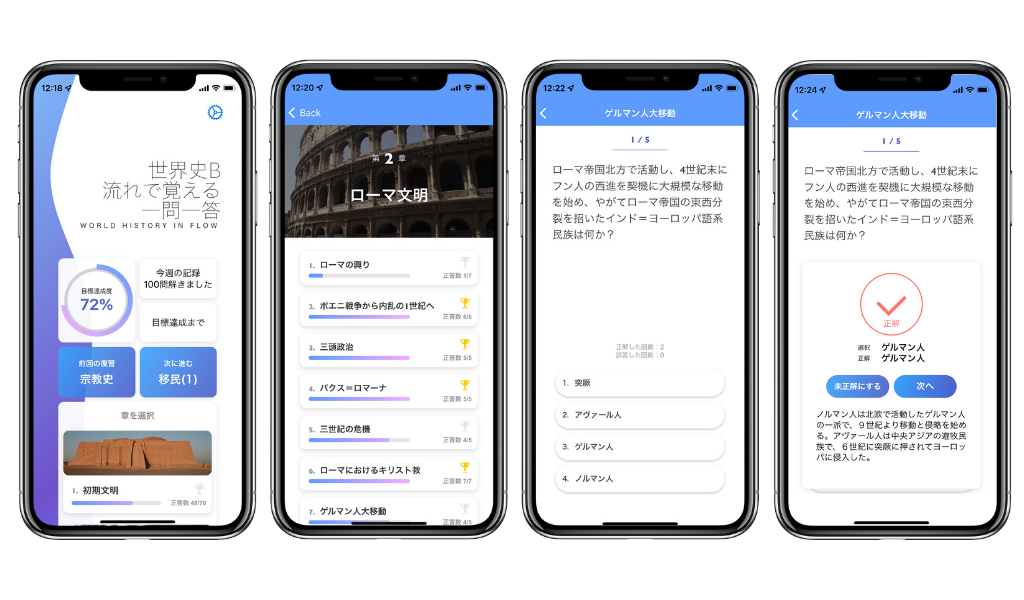 12:18
世界史B
流れで覚える
一問一答
WORLD HISTORY IN FLOW
目標達成度
72%
今週の記録
100問解きました
目標達成まで
前回の復習
宗教史
次に進む
移民(1)
章を選択
1. 初期文明
正答数 48/70
12:20
Back
第 2 章
ローマ文明
1. ローマの興り
正答数 1/7
2. ポエニ戦争から内乱の1世紀へ
正答数 6/6
3. 三頭政治
正答数 5/5
4. パクス＝ロマーナ
正答数 5/5
5. 三世紀の危機
正答数 4/5
6. ローマにおけるキリスト教
正答数 7/7
7. ゲルマン人大移動
正答数 4/5
12:22
ゲルマン人大移動
1 / 5
ローマ帝国北方で活動し、4世紀末に
フン人の西進を契機に大規模な移動
を始め、やがてローマ帝国の東西分
裂を招いたインド＝ヨーロッパ語系
民族は何か？
正解した回数：2
誤答した回数：0
1. 突厥
2. アヴァール人
3. ゲルマン人
4. ノルマン人
12:24
ゲルマン人大移動
1 / 5
ローマ帝国北方で活動し、4世紀末に
フン人の西進を契機に大規模な移動
を始め、やがてローマ帝国の東西分
裂を招いたインド＝ヨーロッパ語系
民族は何か？
正解
選択 ゲルマン人
正解 ゲルマン人
未正解にする
次へ
ノルマン人は北欧で活動したゲルマン人
の一派で、９世紀より移動と侵略を始め
る。アヴァール人は中央アジアの遊牧民
族で、６世紀に突厥に押されてヨーロッ
パに侵入した。